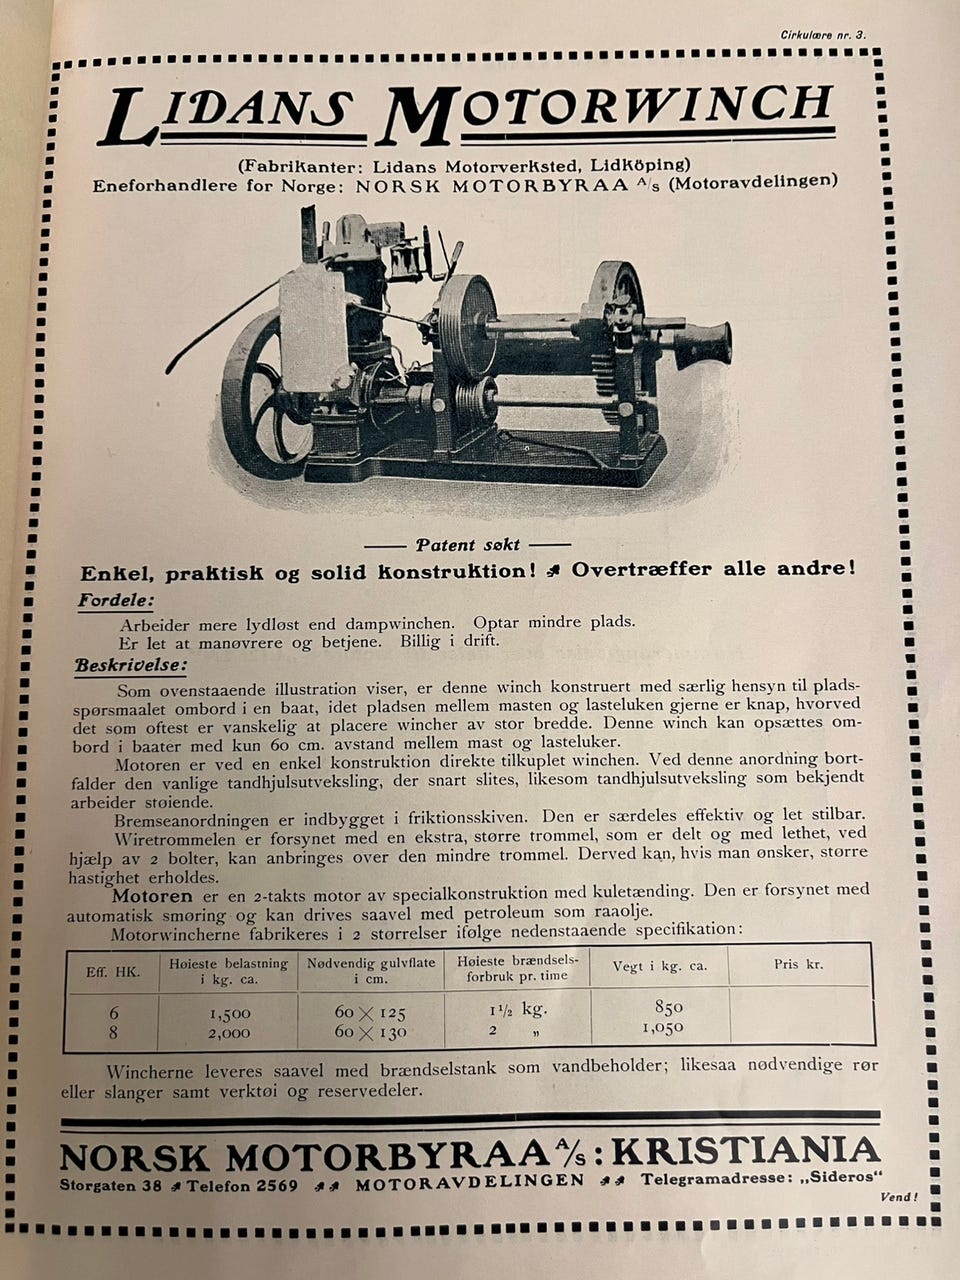 Cirkulære nr. 3.
LIDANS MOTORWINCH
(Fabrikanter: Lidans Motorverksted, Lidköping)
Eneforhandlere for Norge: NORSK MOTORBYRAA A/s (Motoravdelingen)
Patent søkt
Enkel, praktisk og solid konstruktion! Overtræffer alle andre!
Fordele:
Arbeider mere lydløst end dampwinchen. Optar mindre plads.
Er let at manøvrere og betjene. Billig i drift.
Beskrivelse:
Som ovenstaaende illustration viser, er denne winch konstruert med særlig hensyn til plads-
spørsmaalet ombord i en baat, idet pladsen mellem masten og lasteluken gjerne er knap, hvorved
det som oftest er vanskelig at placere wincher av stor bredde. Denne winch kan opsættes om-
bord i baater med kun 60 cm. avstand mellem mast og lasteluker.
Motoren er ved en enkel konstruktion direkte tilkuplet winchen. Ved denne anordning bort-
falder den vanlige tandhjulsutveksling, der snart slites, likesom tandhjulsutveksling som bekjendt
arbeider støiende.
Bremseanordningen er indbygget i friktionsskiven. Den er særdeles effektiv og let stilbar.
Wiretrommelen er forsynet med en ekstra, større trommel, som er delt og med lethet, ved
hjælp av 2 bolter, kan anbringes over den mindre trommel. Derved kan, hvis man ønsker, større
hastighet erholdes.
Motoren er en 2-takts motor av specialkonstruktion med kuletænding. Den er forsynet med
automatisk smøring og kan drives saavel med petroleum som raaolje.
Motorwincherne fabrikeres i 2 størrelser ifølge nedenstaaende specifikation:
Eff. HK. Høieste belastning i kg. ca. Nødvendig gulvflate i cm. Høieste brændsels-forbruk pr. time Vegt i kg. ca. Pris kr.
6 1,500 60 × 125 1 1/2 kg. 850
8 2,000 60 × 130 2 „ 1,050
Wincherne leveres saavel med brændselstank som vandbeholder; likesaa nødvendige rør
eller slanger samt verktøi og reservedeler.
NORSK MOTORBYRAA A/s: KRISTIANIA
Storgaten 38 Telefon 2569 MOTORAVDELINGEN Telegramadresse: „Sideros“
Vend!